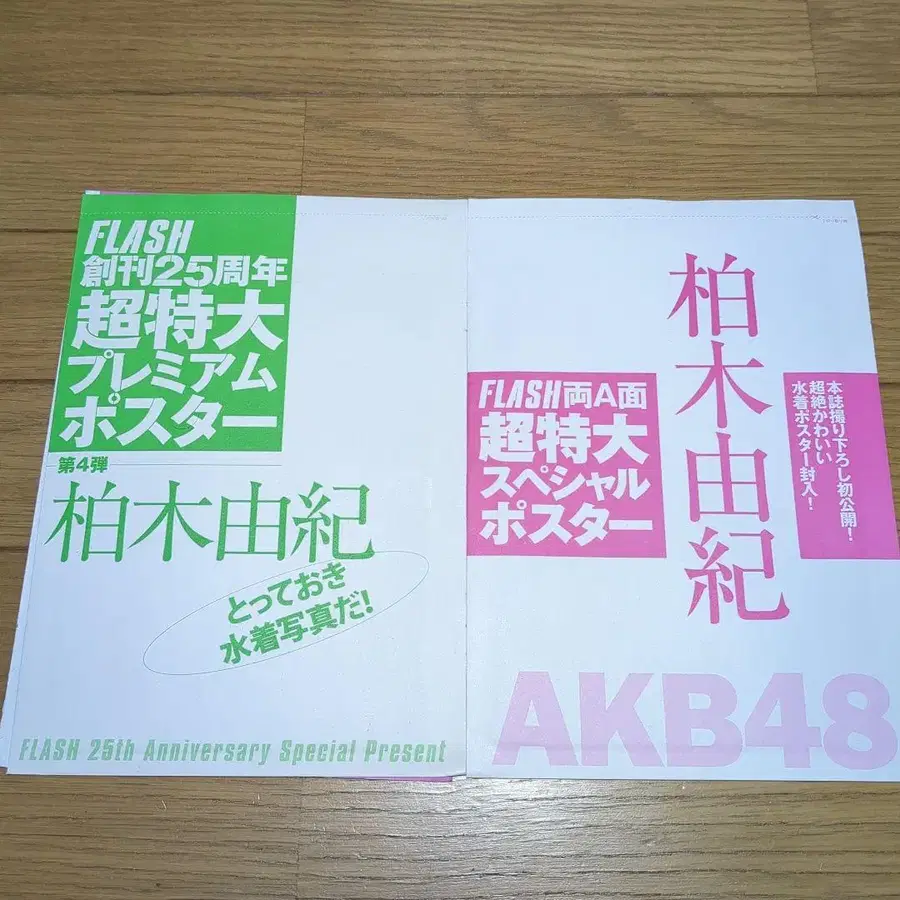 FLASH
創刊25周年
超特大
プレミアム
ポスター
第4弾
柏木由紀
とっておき
水着写真だ!
FLASH 25th Anniversary Special Present
柏木由紀
本誌撮り下ろし初公開!
超絶かわいい
水着ポスター封入!
FLASH両A面
超特大
スペシャル
ポスター
AKB48